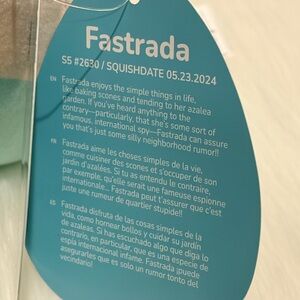 Fastrada
S5 #2630 / SQUISHDATE 05.23.2024
EN Fastrada enjoys the simple things in life,
like baking scones and tending to her azalea
garden. If you've heard anything to the
contrary—particularly, that she's some sort of
infamous, international spy—Fastrada can assure
you that's just some silly neighborhood rumor!!
FR Fastrada aime les choses simples de la vie,
comme cuisiner des scones et s'occuper de son
jardin d'azalées. Si tu as entendu le contraire,
par exemple, qu'elle serait une fameuse espionne
internationale... Fastrada peut t'assurer que c'est
juste une rumeur de quartier stupide!!
ES Fastrada disfruta de las cosas simples de la
vida, como hornear bollos y cuidar su jardín
de azaleas. Si has escuchado algo que diga lo
contrario, en particular, que es una especie de
espía internacional infame. Fastrada ¡puede
asegurarles que es solo un rumor tonto del
vecindario!